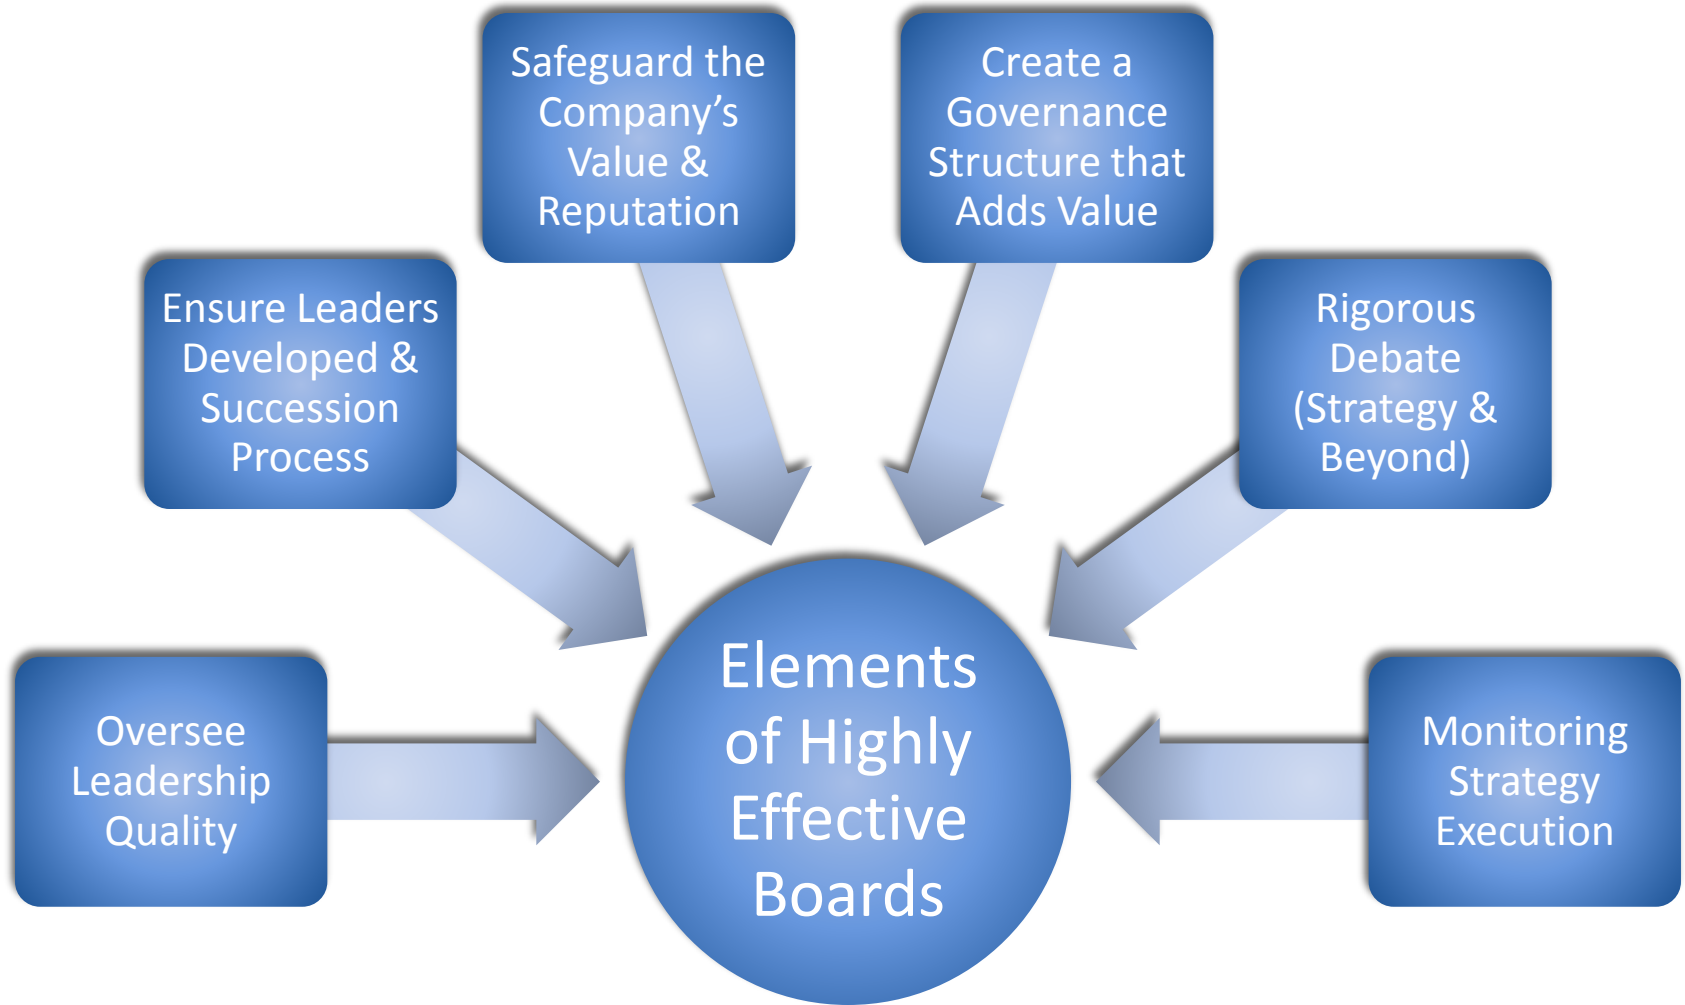 Safeguard the
Company’s
Value &
Reputation
Create a
Governance
Structure that
Adds Value
Ensure Leaders
Developed &
Succession
Process
Rigorous
Debate
(Strategy &
Beyond)
Oversee
Leadership
Quality
Elements
of Highly
Effective
Boards
Monitoring
Strategy
Execution